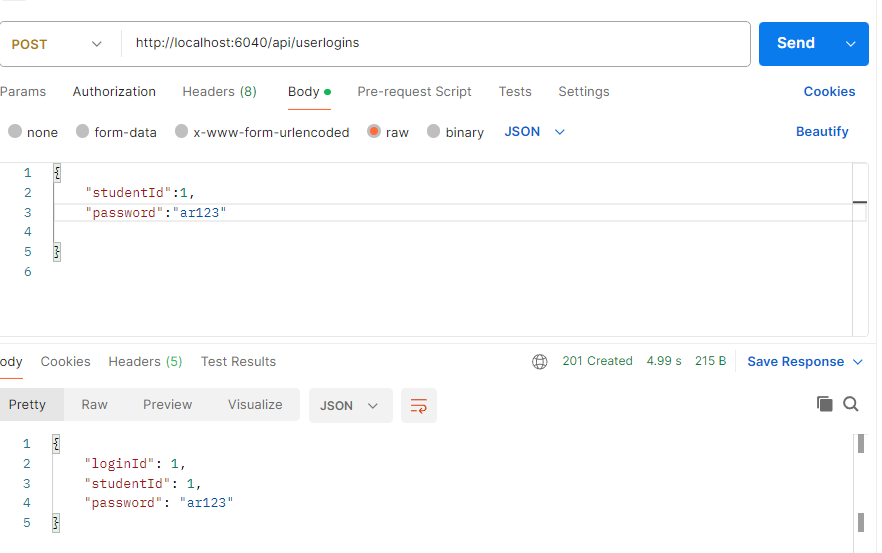 POST http://localhost:6040/api/userlogins Send
Params Authorization Headers (8) Body Pre-request Script Tests Settings Cookies
none form-data x-www-form-urlencoded raw binary JSON Beautify
1 {
2 "studentId":1,
3 "password":"ar123"
4
5 }
6
ody Cookies Headers (5) Test Results 201 Created 4.99 s 215 B Save Response
Pretty Raw Preview Visualize JSON
1 {
2 "loginId": 1,
3 "studentId": 1,
4 "password": "ar123"
5 }